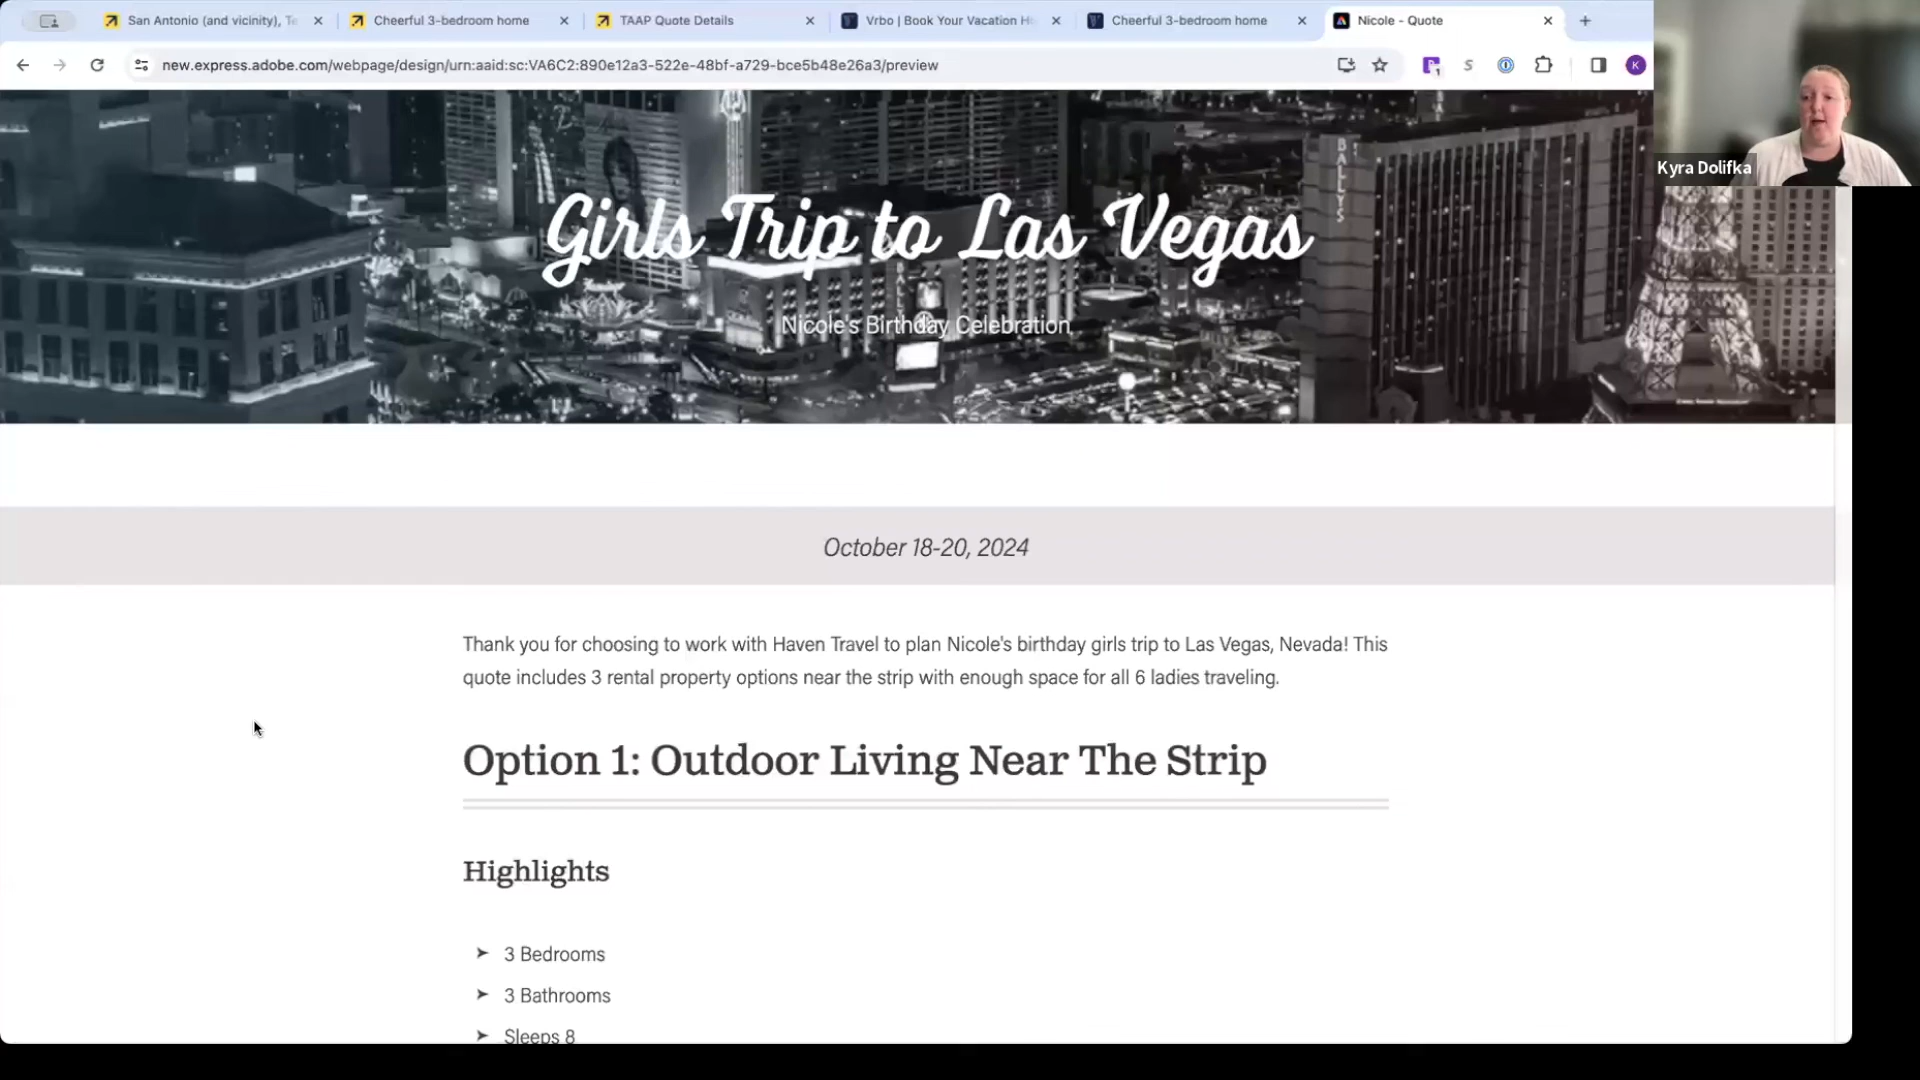 San Antonio (and vicinity), Te
Cheerful 3-bedroom home
TAAP Quote Details
Vrbo | Book Your Vacation H
Cheerful 3-bedroom home
Nicole - Quote
new.express.adobe.com/webpage/design/urn:aaid:sc:VA6C2:890e12a3-522e-48bf-a729-bce5b48e26a3/preview
K
Kyra Dolifka
BALLYS
Girls Trip to Las Vegas
Nicole's Birthday Celebration
October 18-20, 2024
Thank you for choosing to work with Haven Travel to plan Nicole's birthday girls trip to Las Vegas, Nevada! This
quote includes 3 rental property options near the strip with enough space for all 6 ladies traveling.
Option 1: Outdoor Living Near The Strip
Highlights
➤ 3 Bedrooms
➤ 3 Bathrooms
➤ Sleeps 8